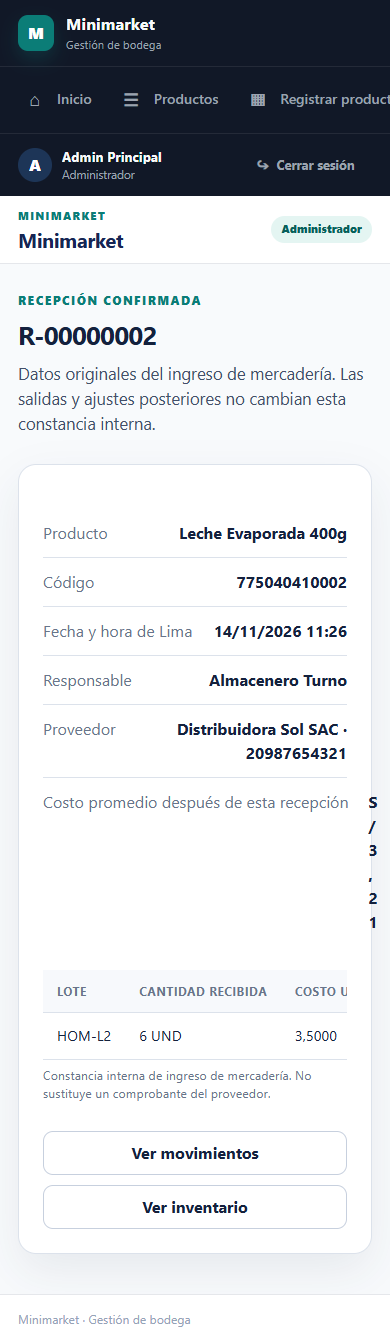 M
Minimarket
Gestión de bodega
Inicio
Productos
Registrar product
A
Admin Principal
Administrador
Cerrar sesión
MINIMARKET
Minimarket
Administrador
RECEPCIÓN CONFIRMADA
R-00000002
Datos originales del ingreso de mercadería. Las
salidas y ajustes posteriores no cambian esta
constancia interna.
Producto
Leche Evaporada 400g
Código
775040410002
Fecha y hora de Lima
14/11/2026 11:26
Responsable
Almacenero Turno
Proveedor
Distribuidora Sol SAC ·
20987654321
Costo promedio después de esta recepción
S
/
3
,
2
1
LOTE
CANTIDAD RECIBIDA
COSTO U
HOM-L2
6 UND
3,5000
Constancia interna de ingreso de mercadería. No
sustituye un comprobante del proveedor.
Ver movimientos
Ver inventario
Minimarket · Gestión de bodega